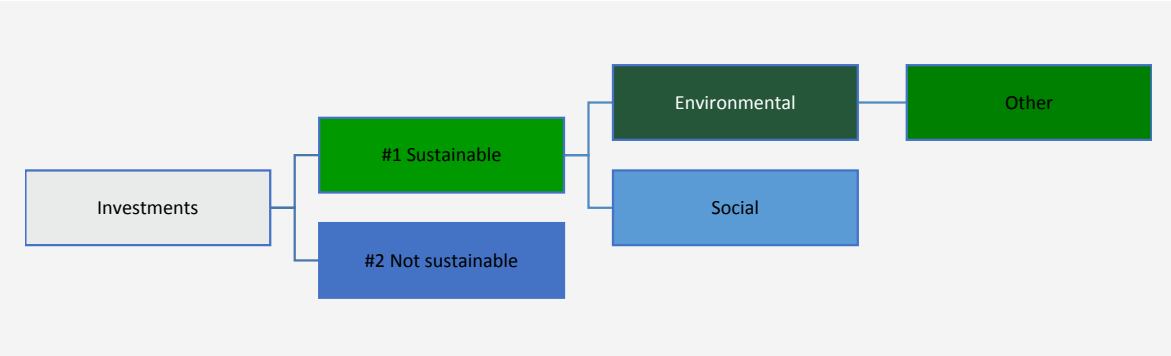 Investments
#1 Sustainable
#2 Not sustainable
Environmental
Social
Other